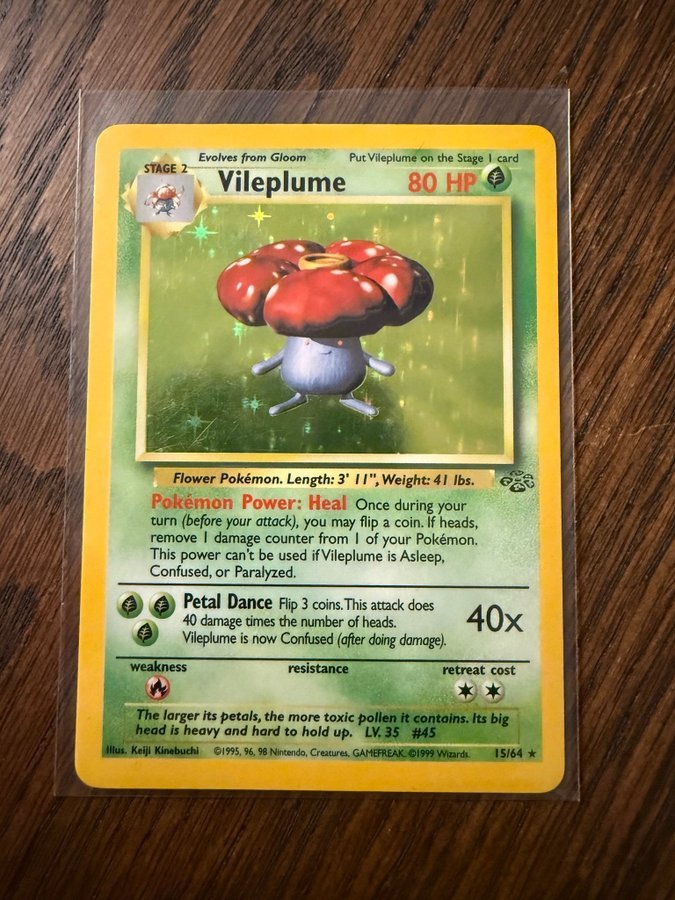 Evolves from Gloom Put Vileplume on the Stage 1 card
STAGE 2
Vileplume 80 HP
Flower Pokémon. Length: 3' 11", Weight: 41 lbs.
Pokémon Power: Heal Once during your
turn (before your attack), you may flip a coin. If heads,
remove 1 damage counter from 1 of your Pokémon.
This power can't be used if Vileplume is Asleep,
Confused, or Paralyzed.
Petal Dance Flip 3 coins. This attack does
40 damage times the number of heads.
Vileplume is now Confused (after doing damage).
40x
weakness resistance retreat cost
The larger its petals, the more toxic pollen it contains. Its big
head is heavy and hard to hold up. LV. 35 #45
Illus. Keiji Kinebuchi ©1995, 96, 98 Nintendo, Creatures, GAMEFREAK. ©1999 Wizards. 15/64 ★